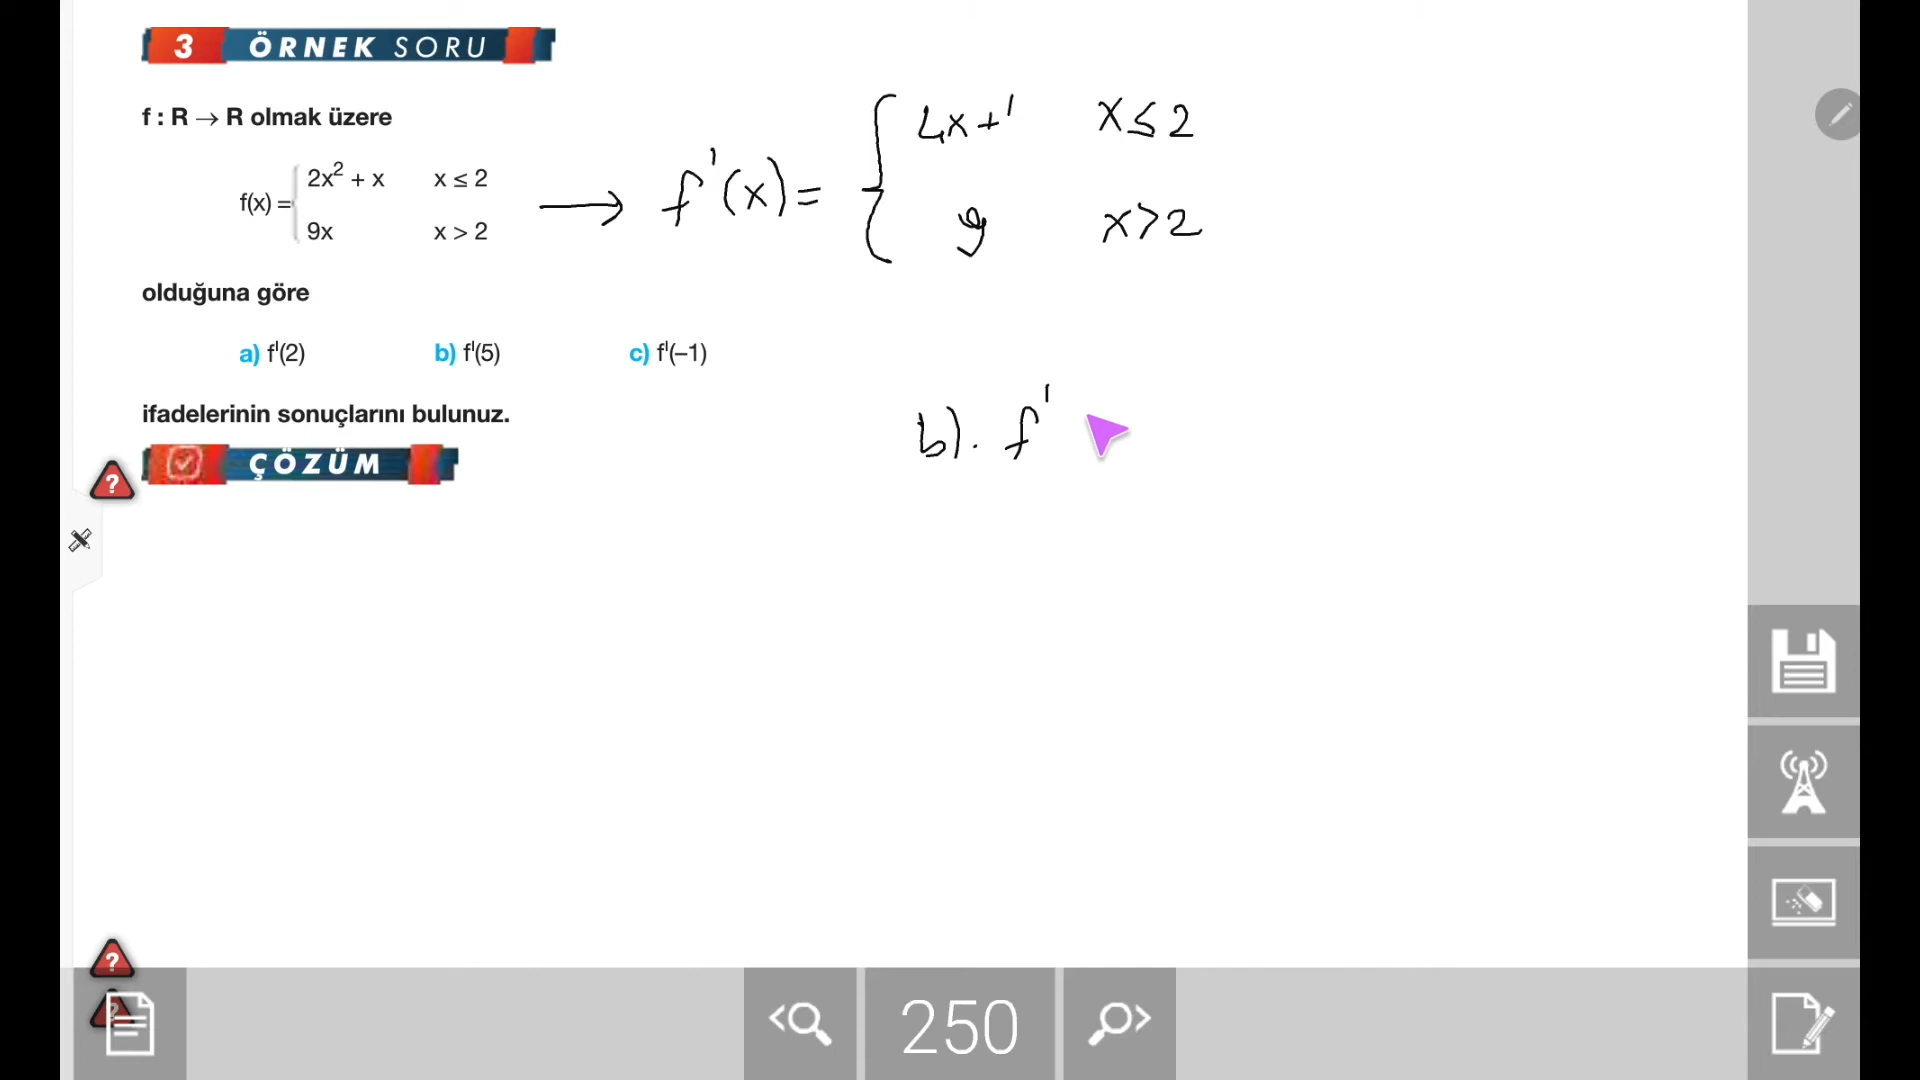 3 ÖRNEK SORU
f : R → R olmak üzere
f(x) = { 2x² + x x ≤ 2
9x x > 2
→ f'(x) = { 4x+1 x ≤ 2
9 x > 2
olduğuna göre
a) f'(2) b) f'(5) c) f'(–1)
ifadelerinin sonuçlarını bulunuz.
b). f'
ÇÖZÜM
?
?
?
250